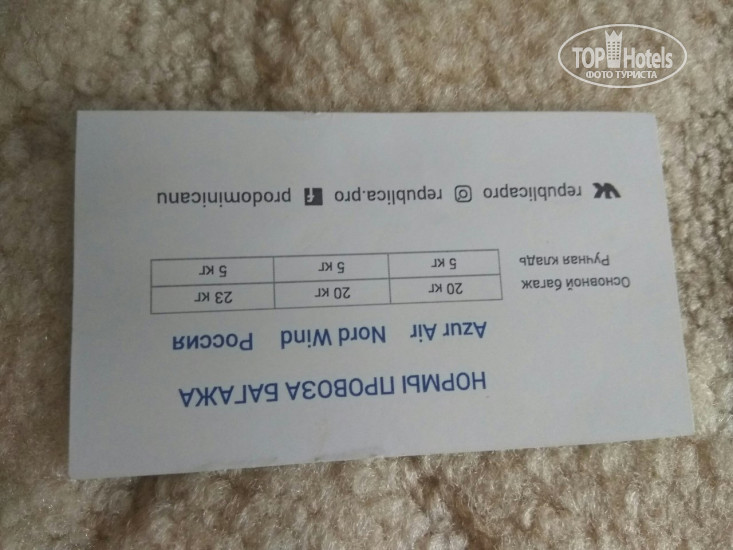 НОРМЫ ПРОВОЗА БАГАЖА
Azur Air Nord Wind Россия
Основной багаж 20 кг 20 кг 23 кг
Ручная кладь 5 кг 5 кг 5 кг
republicapro republica.pro prodominicanu
TOP Hotels
ФОТО ТУРИСТА